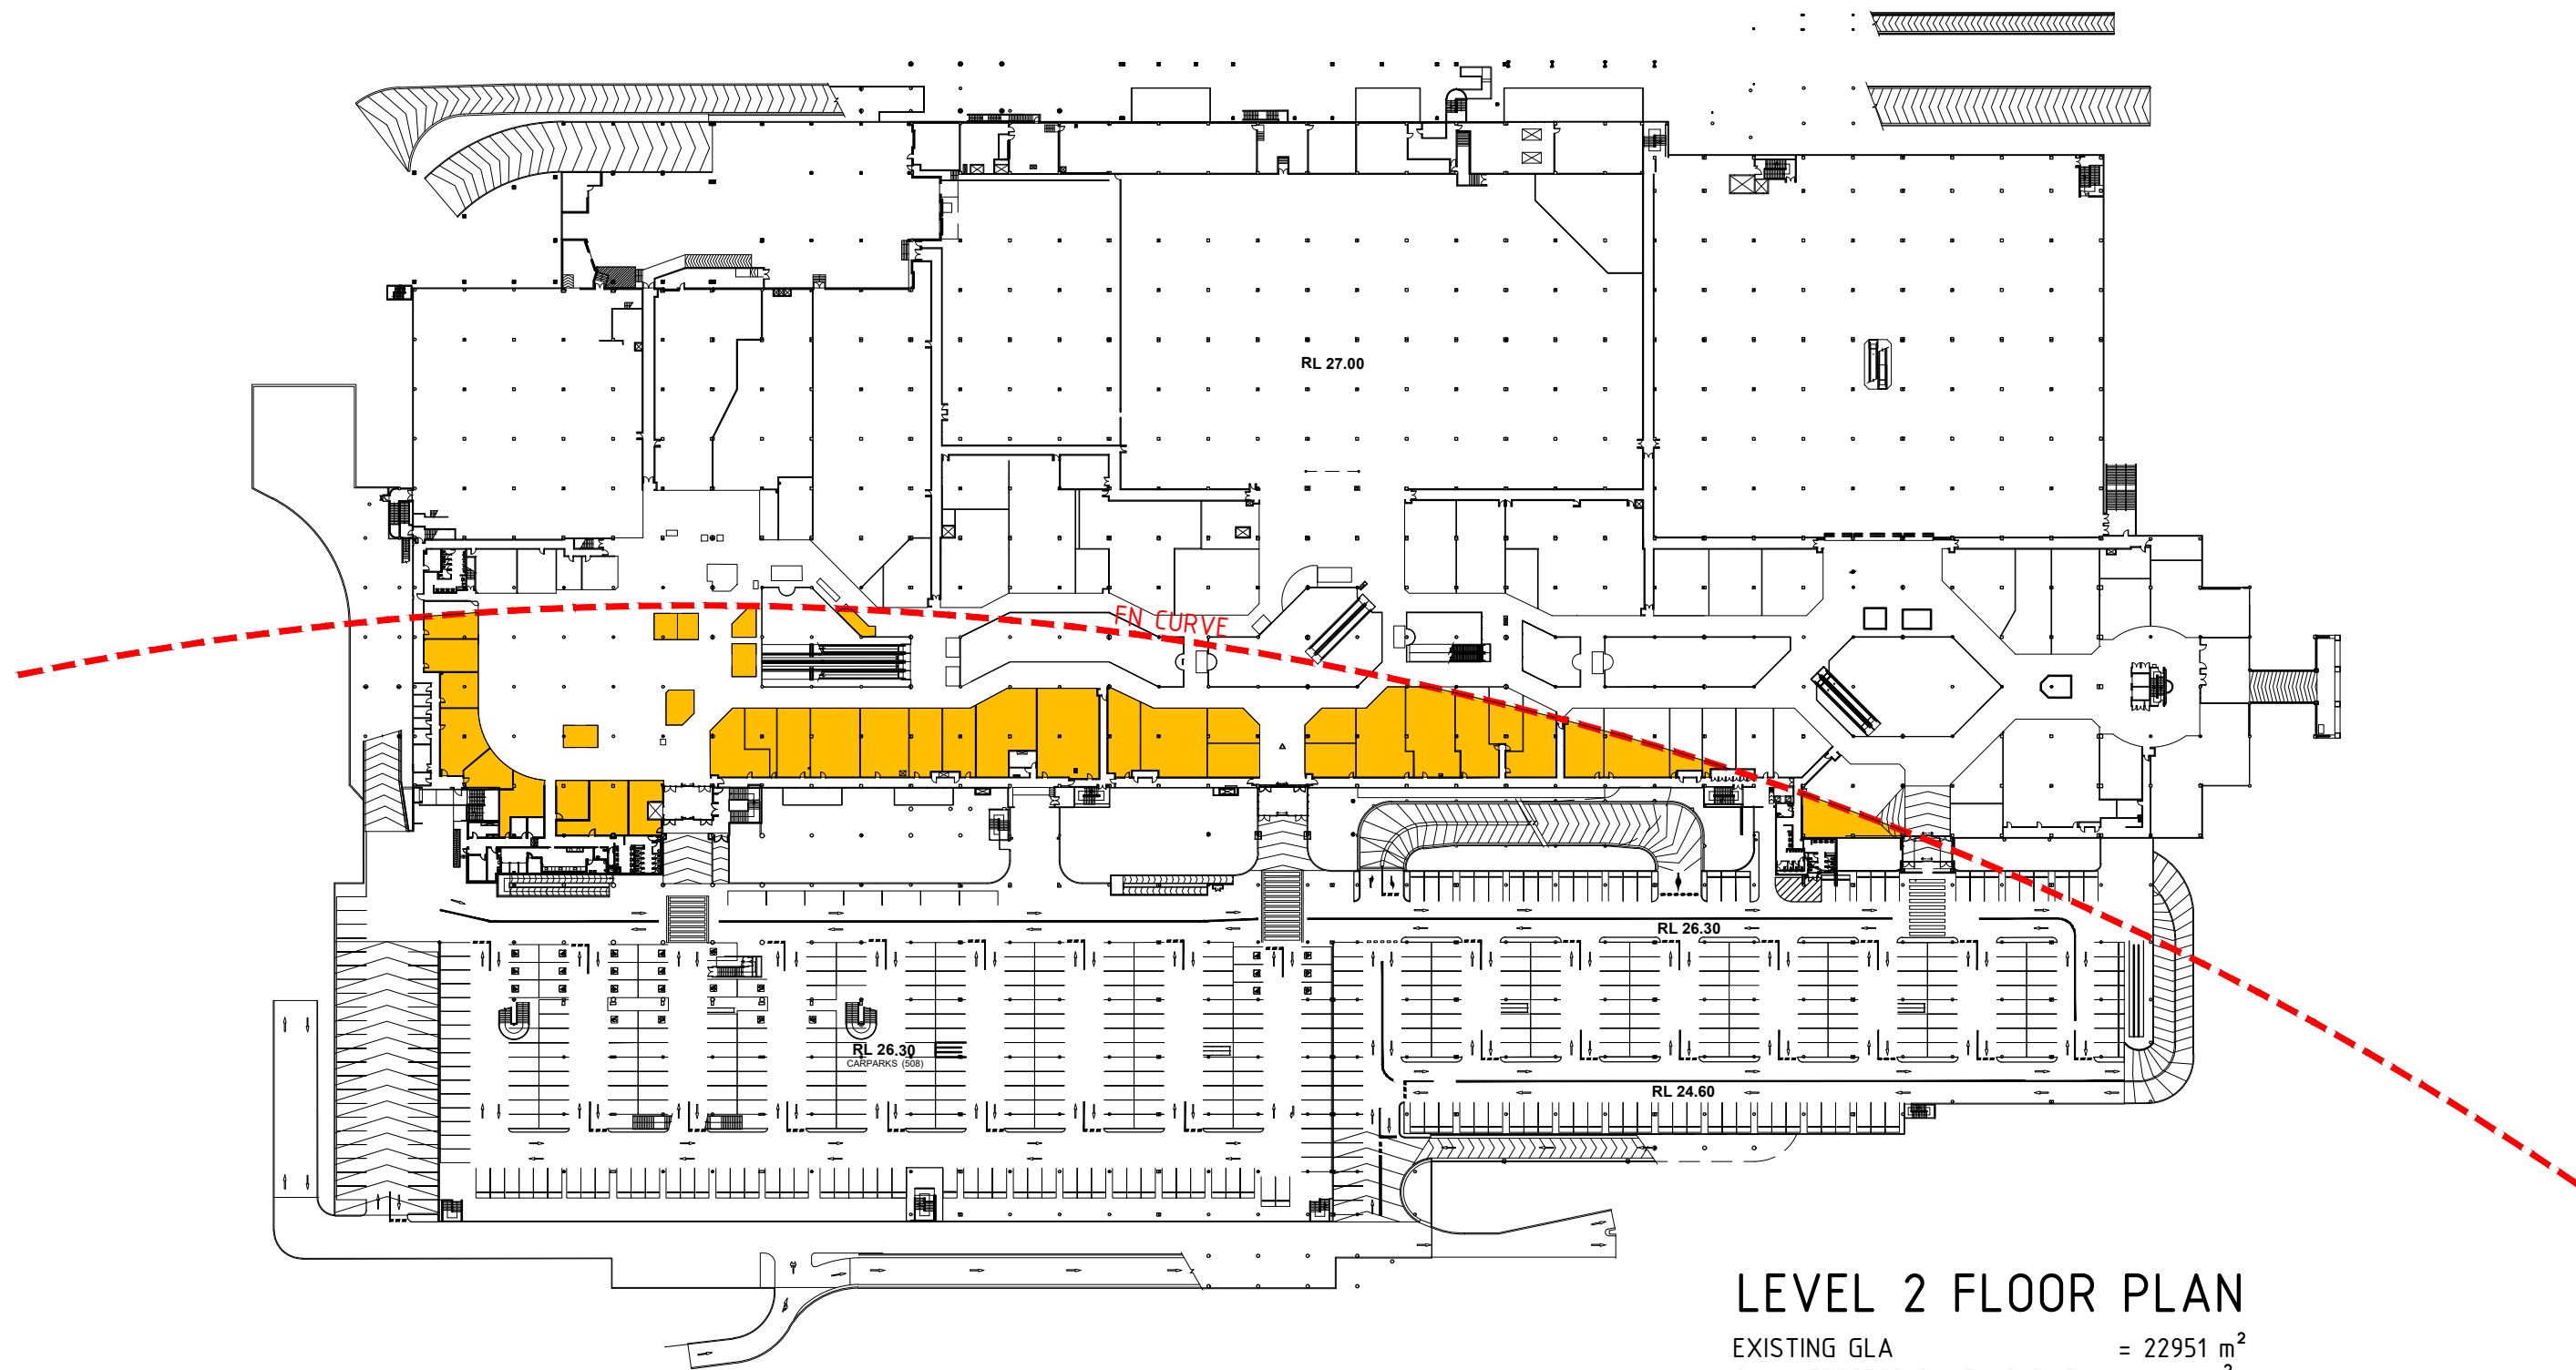 RL 27.00
FN CURVE
RL 26.30
RL 26.30
CARPARKS (508)
RL 24.60
LEVEL 2 FLOOR PLAN
EXISTING GLA = 22951 m²